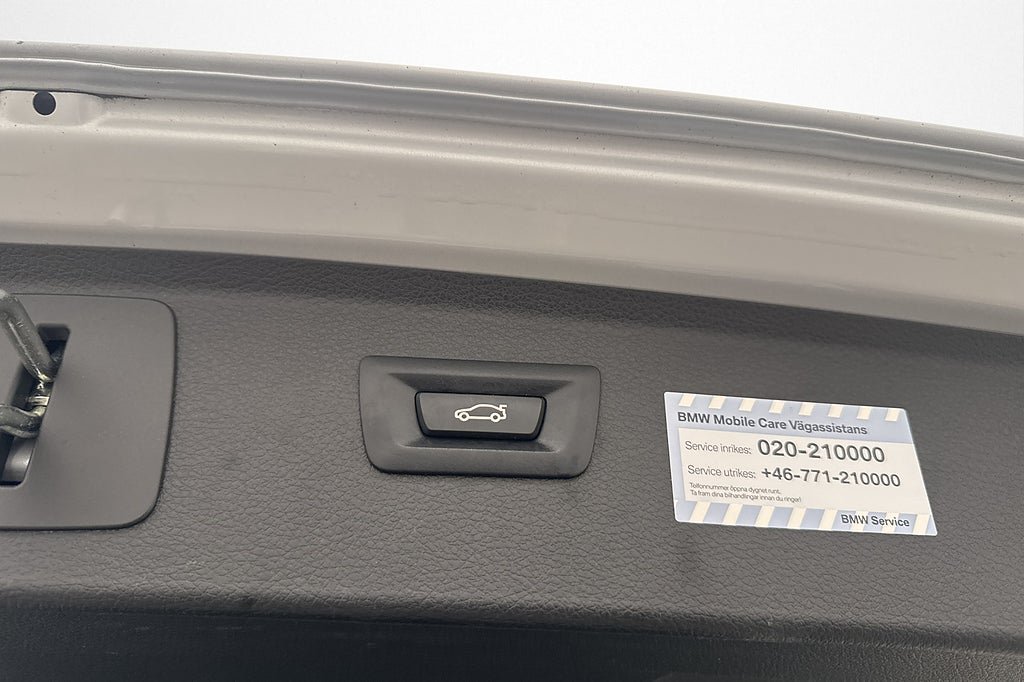 BMW Mobile Care Vägassistans
Service inrikes: 020-210000
Service utrikes: +46-771-210000
Telfonnummer öppna dygnet runt.
Ta fram dina bilhandlingar innan du ringer!
BMW Service